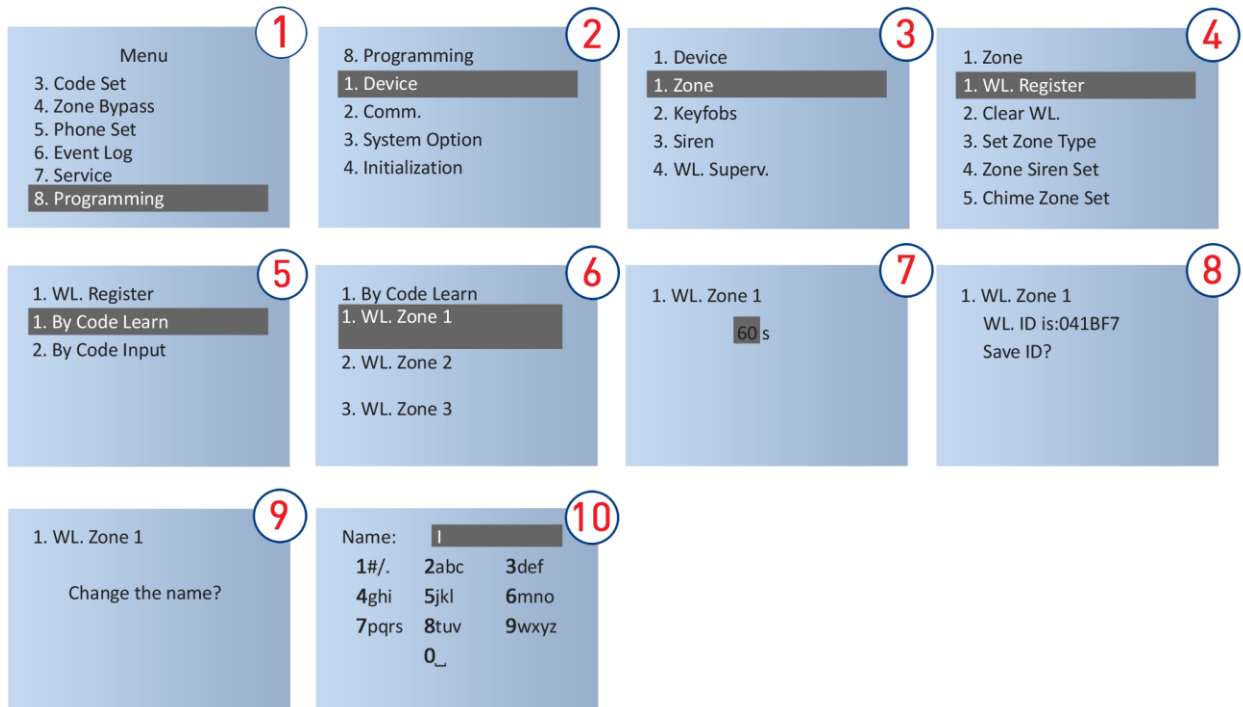 1
Menu
3. Code Set
4. Zone Bypass
5. Phone Set
6. Event Log
7. Service
8. Programming
2
8. Programming
1. Device
2. Comm.
3. System Option
4. Initialization
3
1. Device
1. Zone
2. Keyfobs
3. Siren
4. WL. Superv.
4
1. Zone
1. WL. Register
2. Clear WL.
3. Set Zone Type
4. Zone Siren Set
5. Chime Zone Set
5
1. WL. Register
1. By Code Learn
2. By Code Input
6
1. By Code Learn
1. WL. Zone 1
2. WL. Zone 2
3. WL. Zone 3
7
1. WL. Zone 1
60 s
8
1. WL. Zone 1
WL. ID is:041BF7
Save ID?
9
1. WL. Zone 1
Change the name?
10
Name: I
1#/. 2abc 3def
4ghi 5jkl 6mno
7pqrs 8tuv 9wxyz
0␣